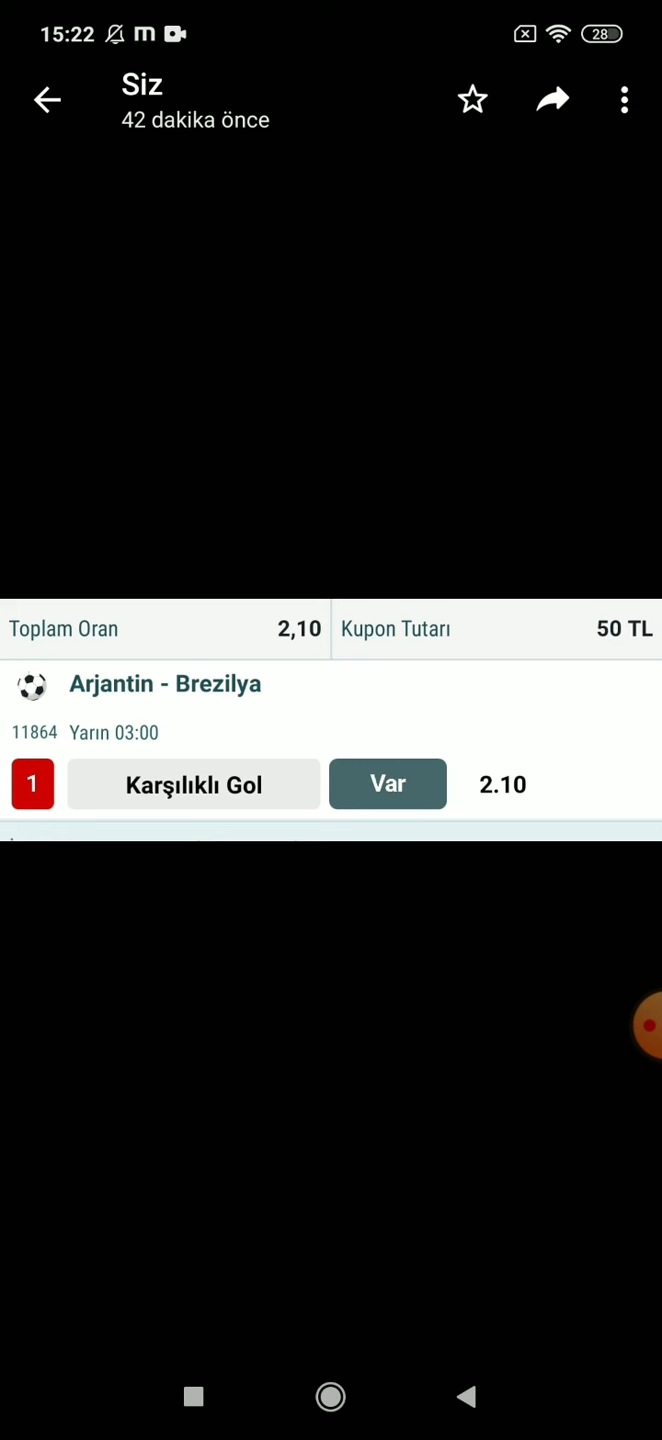 15:22 m 28
Siz
42 dakika önce
Toplam Oran 2,10 Kupon Tutarı 50 TL
Arjantin - Brezilya
11864 Yarın 03:00
1 Karşılıklı Gol Var 2.10